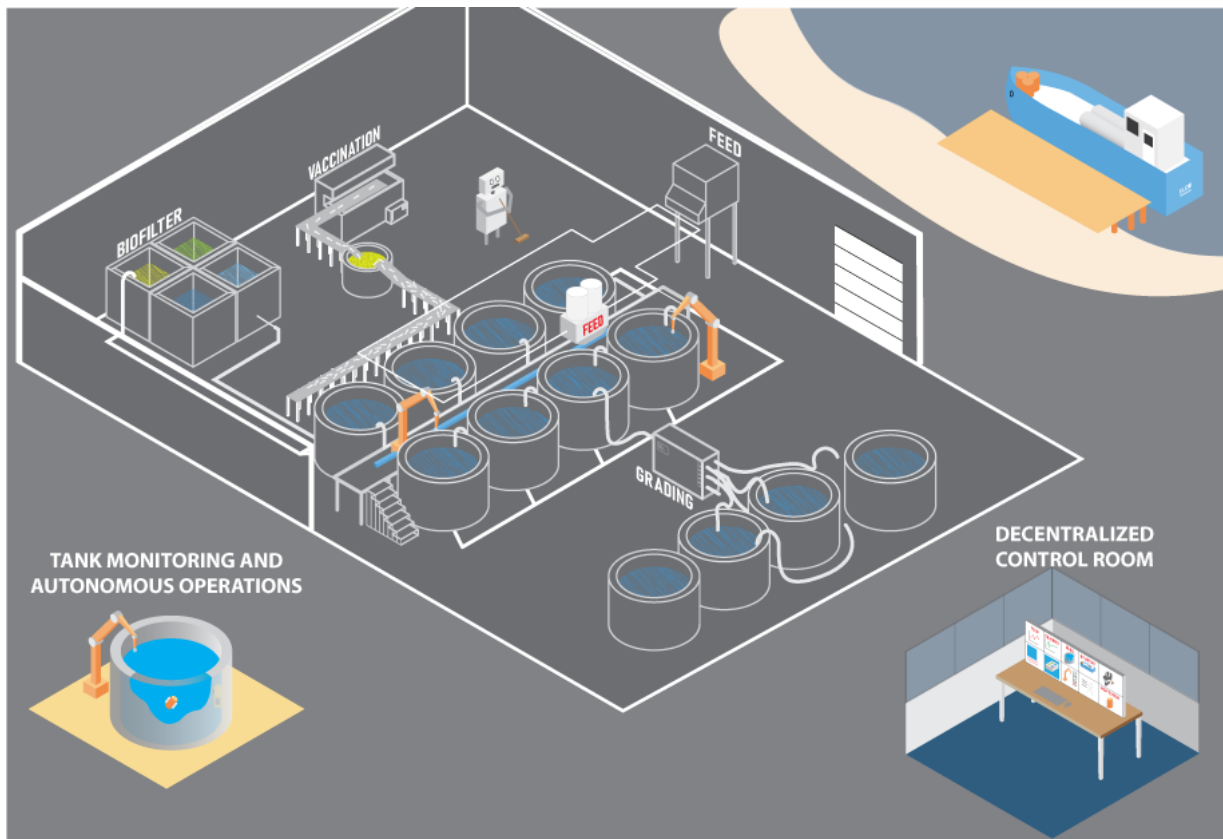 VACCINATION
FEED
BIOFILTER
FEED
GRADING
TANK MONITORING AND
AUTONOMOUS OPERATIONS
DECENTRALIZED
CONTROL ROOM